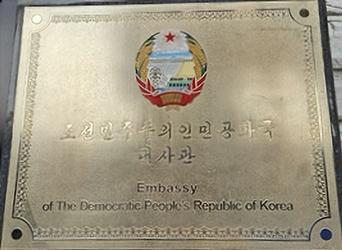 조선민주주의인민공화국
대사관
Embassy
of The Democratic People's Republic of Korea